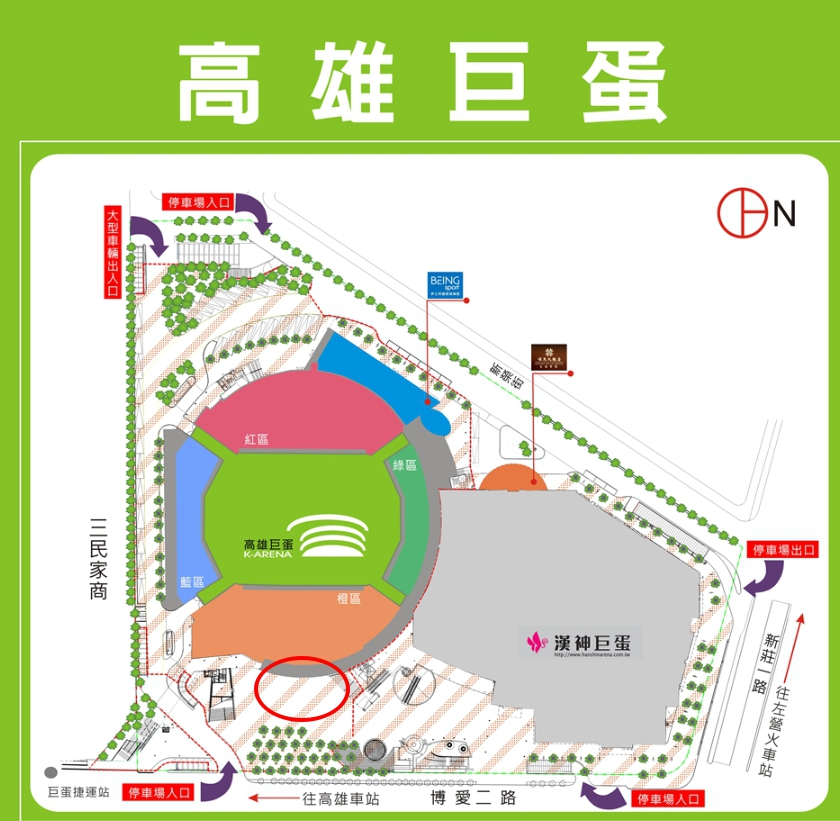 高雄巨蛋
停車場入口
大型車輛出入口
N
BEING
sport
新榮街
紅區
綠區
高雄巨蛋
K-ARENA
三民家商
藍區
橙區
停車場出口
漢神巨蛋
http://www.hanshinarena.com.tw
新莊一路
往左營火車站
巨蛋捷運站
停車場入口
往高雄車站
博愛二路
停車場入口